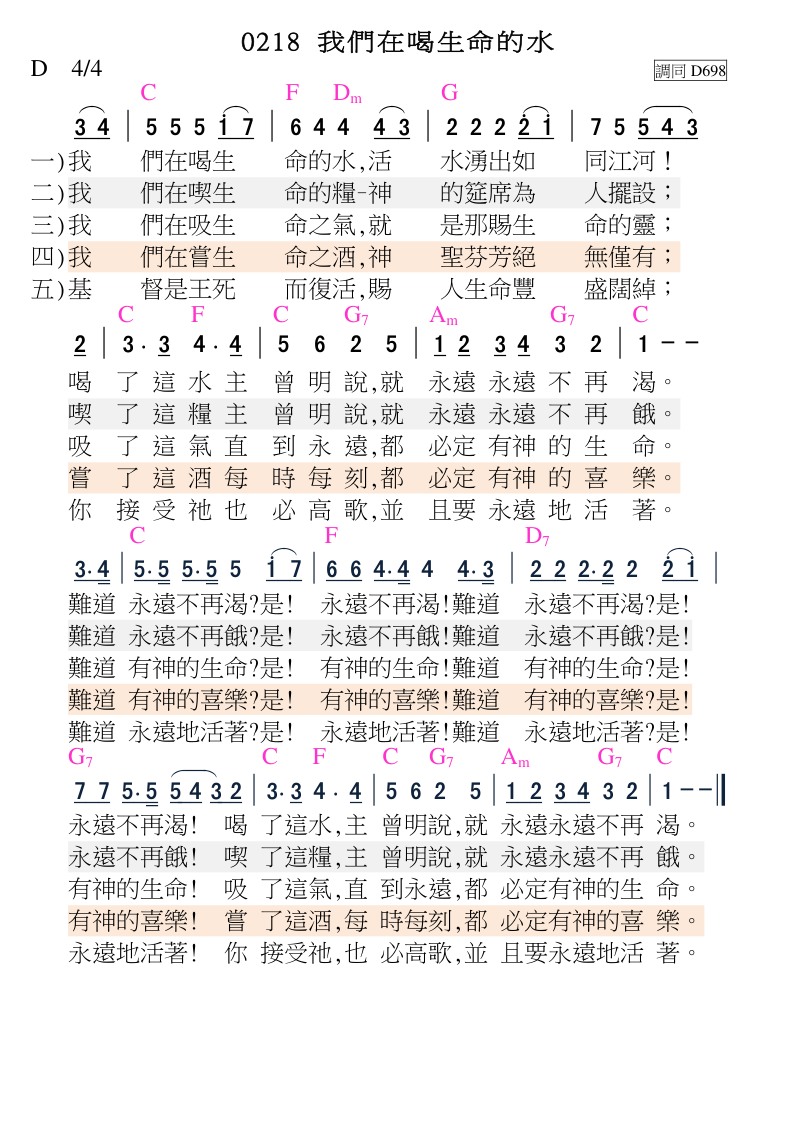 0218 我們在喝生命的水
D 4/4 調同 D698
C F Dm G
3 4 | 5 5 5 i 7 | 6 4 4 4 3 | 2 2 2 2̇ i | 7 5 5 4 3
一)我 們在喝生 命的水,活 水湧出如 同江河!
二)我 們在喫生 命的糧-神 的筵席為 人擺設;
三)我 們在吸生 命之氣,就 是那賜生 命的靈;
四)我 們在嘗生 命之酒,神 聖芬芳絕 無僅有;
五)基 督是王死 而復活,賜 人生命豐 盛闊綽;
C F C G7 Am G7 C
2 | 3 · 3 4 · 4 | 5 6 2 5 | 1 2 3 4 3 2 | 1 - -
喝 了 這 水 主 曾 明 說,就 永遠 永遠 不 再 渴。
喫 了 這 糧 主 曾 明 說,就 永遠 永遠 不 再 餓。
吸 了 這 氣 直 到 永 遠,都 必定 有神 的 生 命。
嘗 了 這 酒 每 時 每 刻,都 必定 有神 的 喜 樂。
你 接 受 祂 也 必 高 歌,並 且要 永遠 地 活 著。
C F D7
3·4 | 5·5 5·5 5 i 7 | 6 6 4·4 4 4·3 | 2 2 2·2 2 2̇ i |
難道 永遠不再渴?是! 永遠不再渴!難道 永遠不再渴?是!
難道 永遠不再餓?是! 永遠不再餓!難道 永遠不再餓?是!
難道 有神的生命?是! 有神的生命!難道 有神的生命?是!
難道 有神的喜樂?是! 有神的喜樂!難道 有神的喜樂?是!
難道 永遠地活著?是! 永遠地活著!難道 永遠地活著?是!
G7 C F C G7 Am G7 C
7 7 5·5 5 4 3 2 | 3·3 4 · 4 | 5 6 2 5 | 1 2 3 4 3 2 | 1 - -
永遠不再渴! 喝 了這水,主 曾明說,就 永遠永遠不再 渴。
永遠不再餓! 喫 了這糧,主 曾明說,就 永遠永遠不再 餓。
有神的生命! 吸 了這氣,直 到永遠,都 必定有神的生 命。
有神的喜樂! 嘗 了這酒,每 時每刻,都 必定有神的喜 樂。
永遠地活著! 你 接受祂,也 必高歌,並 且要永遠地活 著。